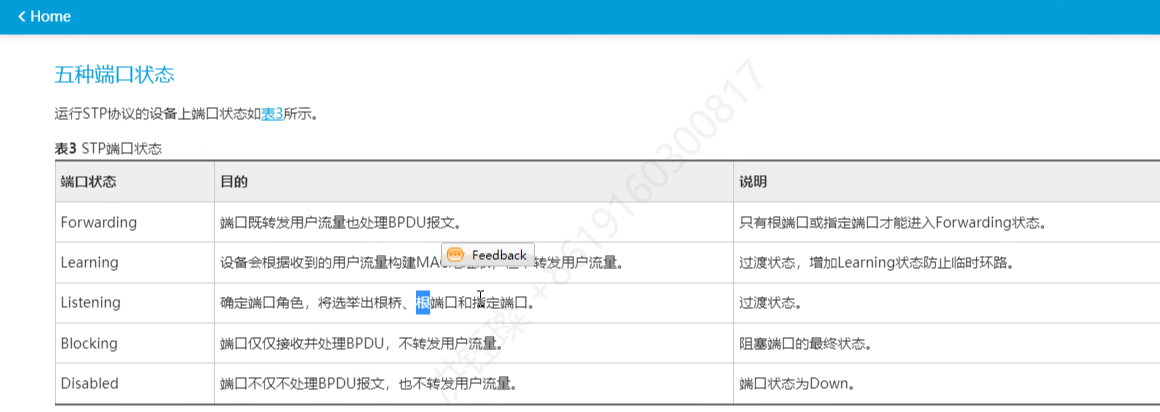 Home
五种端口状态
运行STP协议的设备上端口状态如表3所示。
表3 STP端口状态
端口状态 目的 说明
Forwarding 端口既转发用户流量也处理BPDU报文。 只有根端口或指定端口才能进入Forwarding状态。
Feedback
Learning 设备会根据收到的用户流量构建MAC 转发用户流量。 过渡状态，增加Learning状态防止临时环路。
Listening 确定端口角色，将选举出根桥、根端口和指定端口。 过渡状态。
Blocking 端口仅仅接收并处理BPDU，不转发用户流量。 阻塞端口的最终状态。
Disabled 端口不仅不处理BPDU报文，也不转发用户流量。 端口状态为Down。
+8619160300817